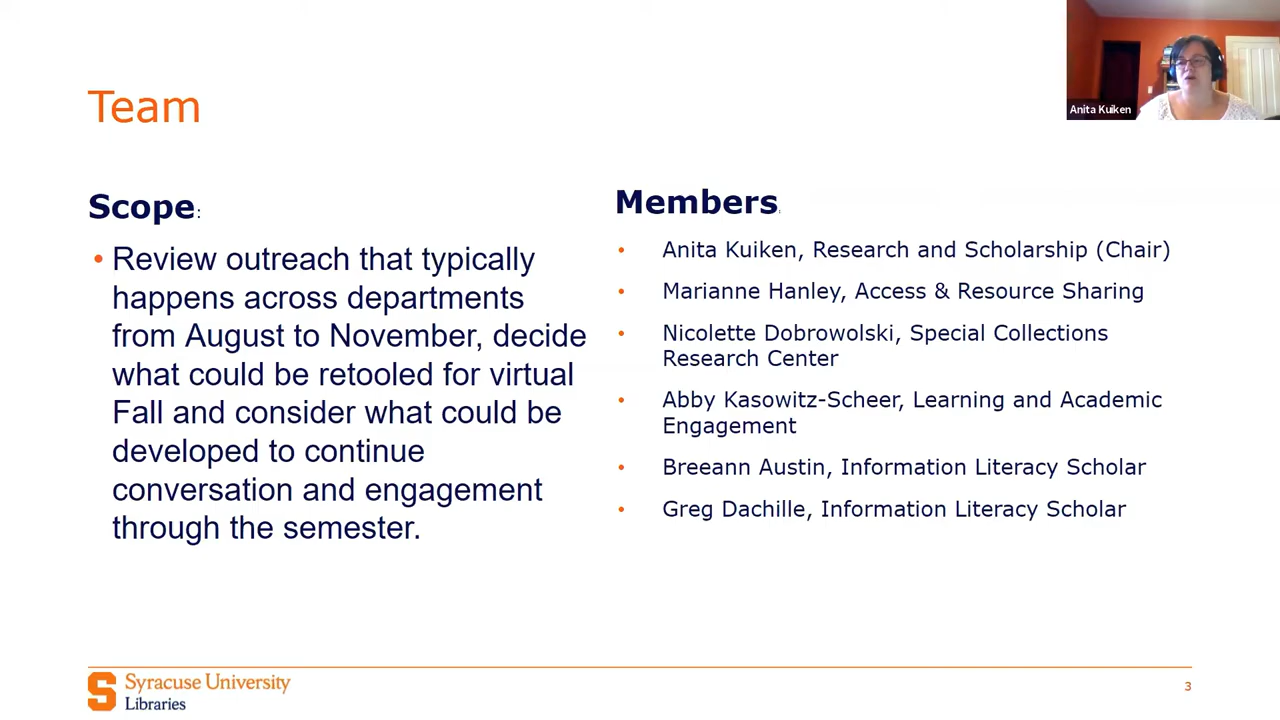 Anita Kuiken
Team
Scope:
• Review outreach that typically
happens across departments
from August to November, decide
what could be retooled for virtual
Fall and consider what could be
developed to continue
conversation and engagement
through the semester.
Members:
• Anita Kuiken, Research and Scholarship (Chair)
• Marianne Hanley, Access & Resource Sharing
• Nicolette Dobrowolski, Special Collections
Research Center
• Abby Kasowitz-Scheer, Learning and Academic
Engagement
• Breeann Austin, Information Literacy Scholar
• Greg Dachille, Information Literacy Scholar
S Syracuse University
Libraries
3